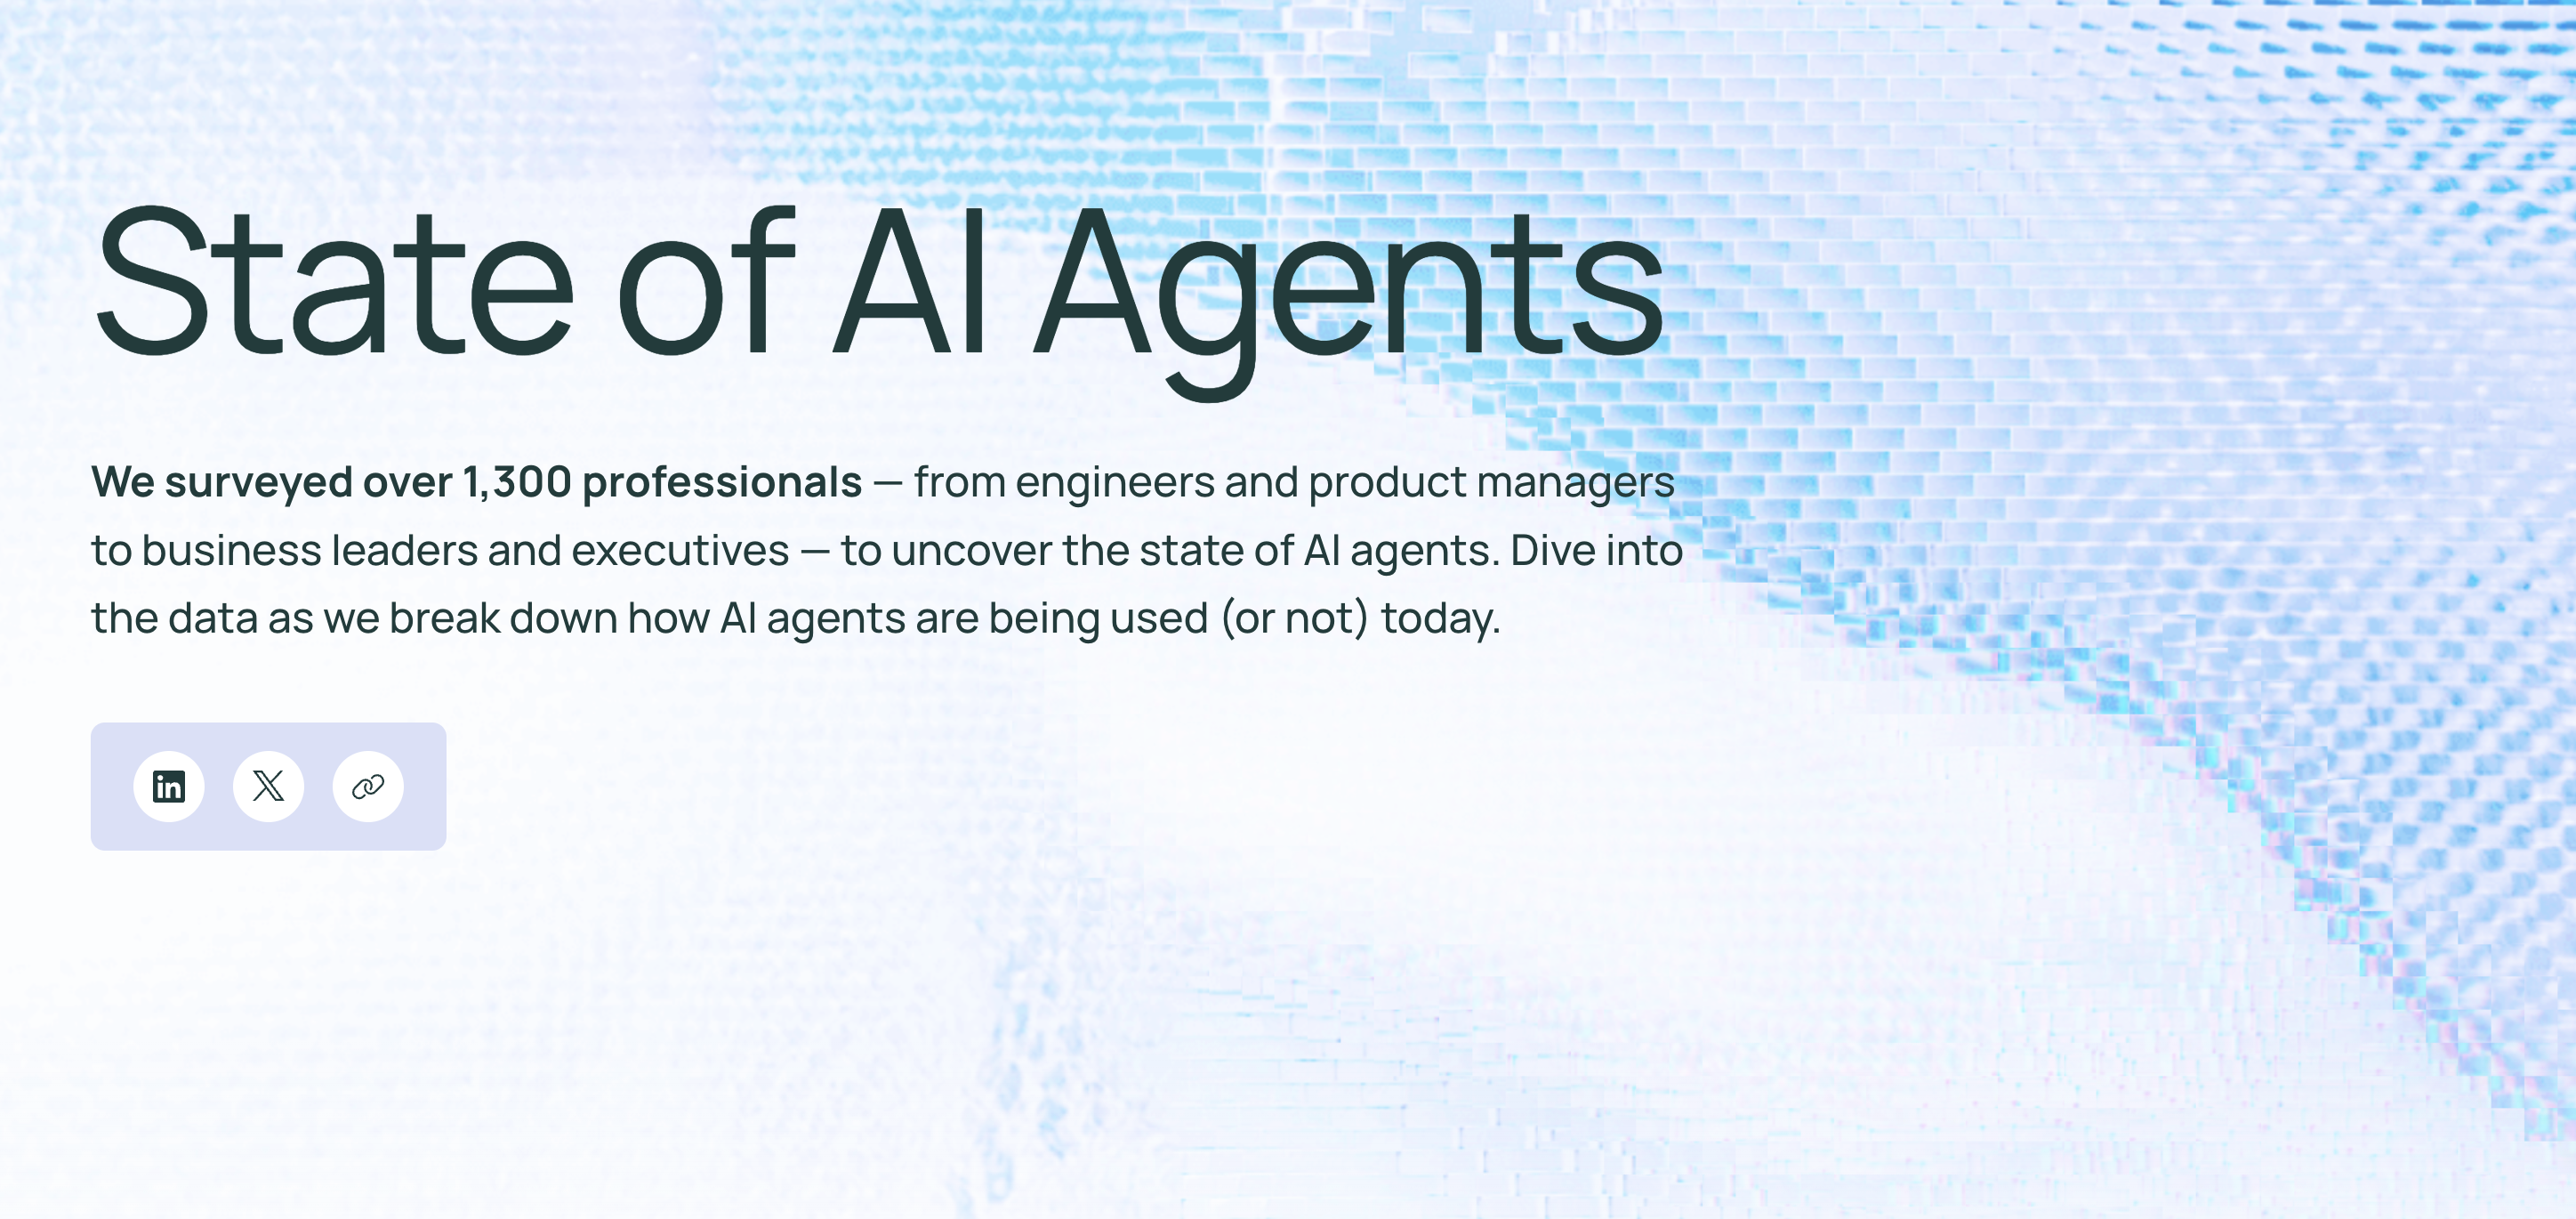 State of AI Agents
We surveyed over 1,300 professionals — from engineers and product managers
to business leaders and executives — to uncover the state of AI agents. Dive into
the data as we break down how AI agents are being used (or not) today.
in